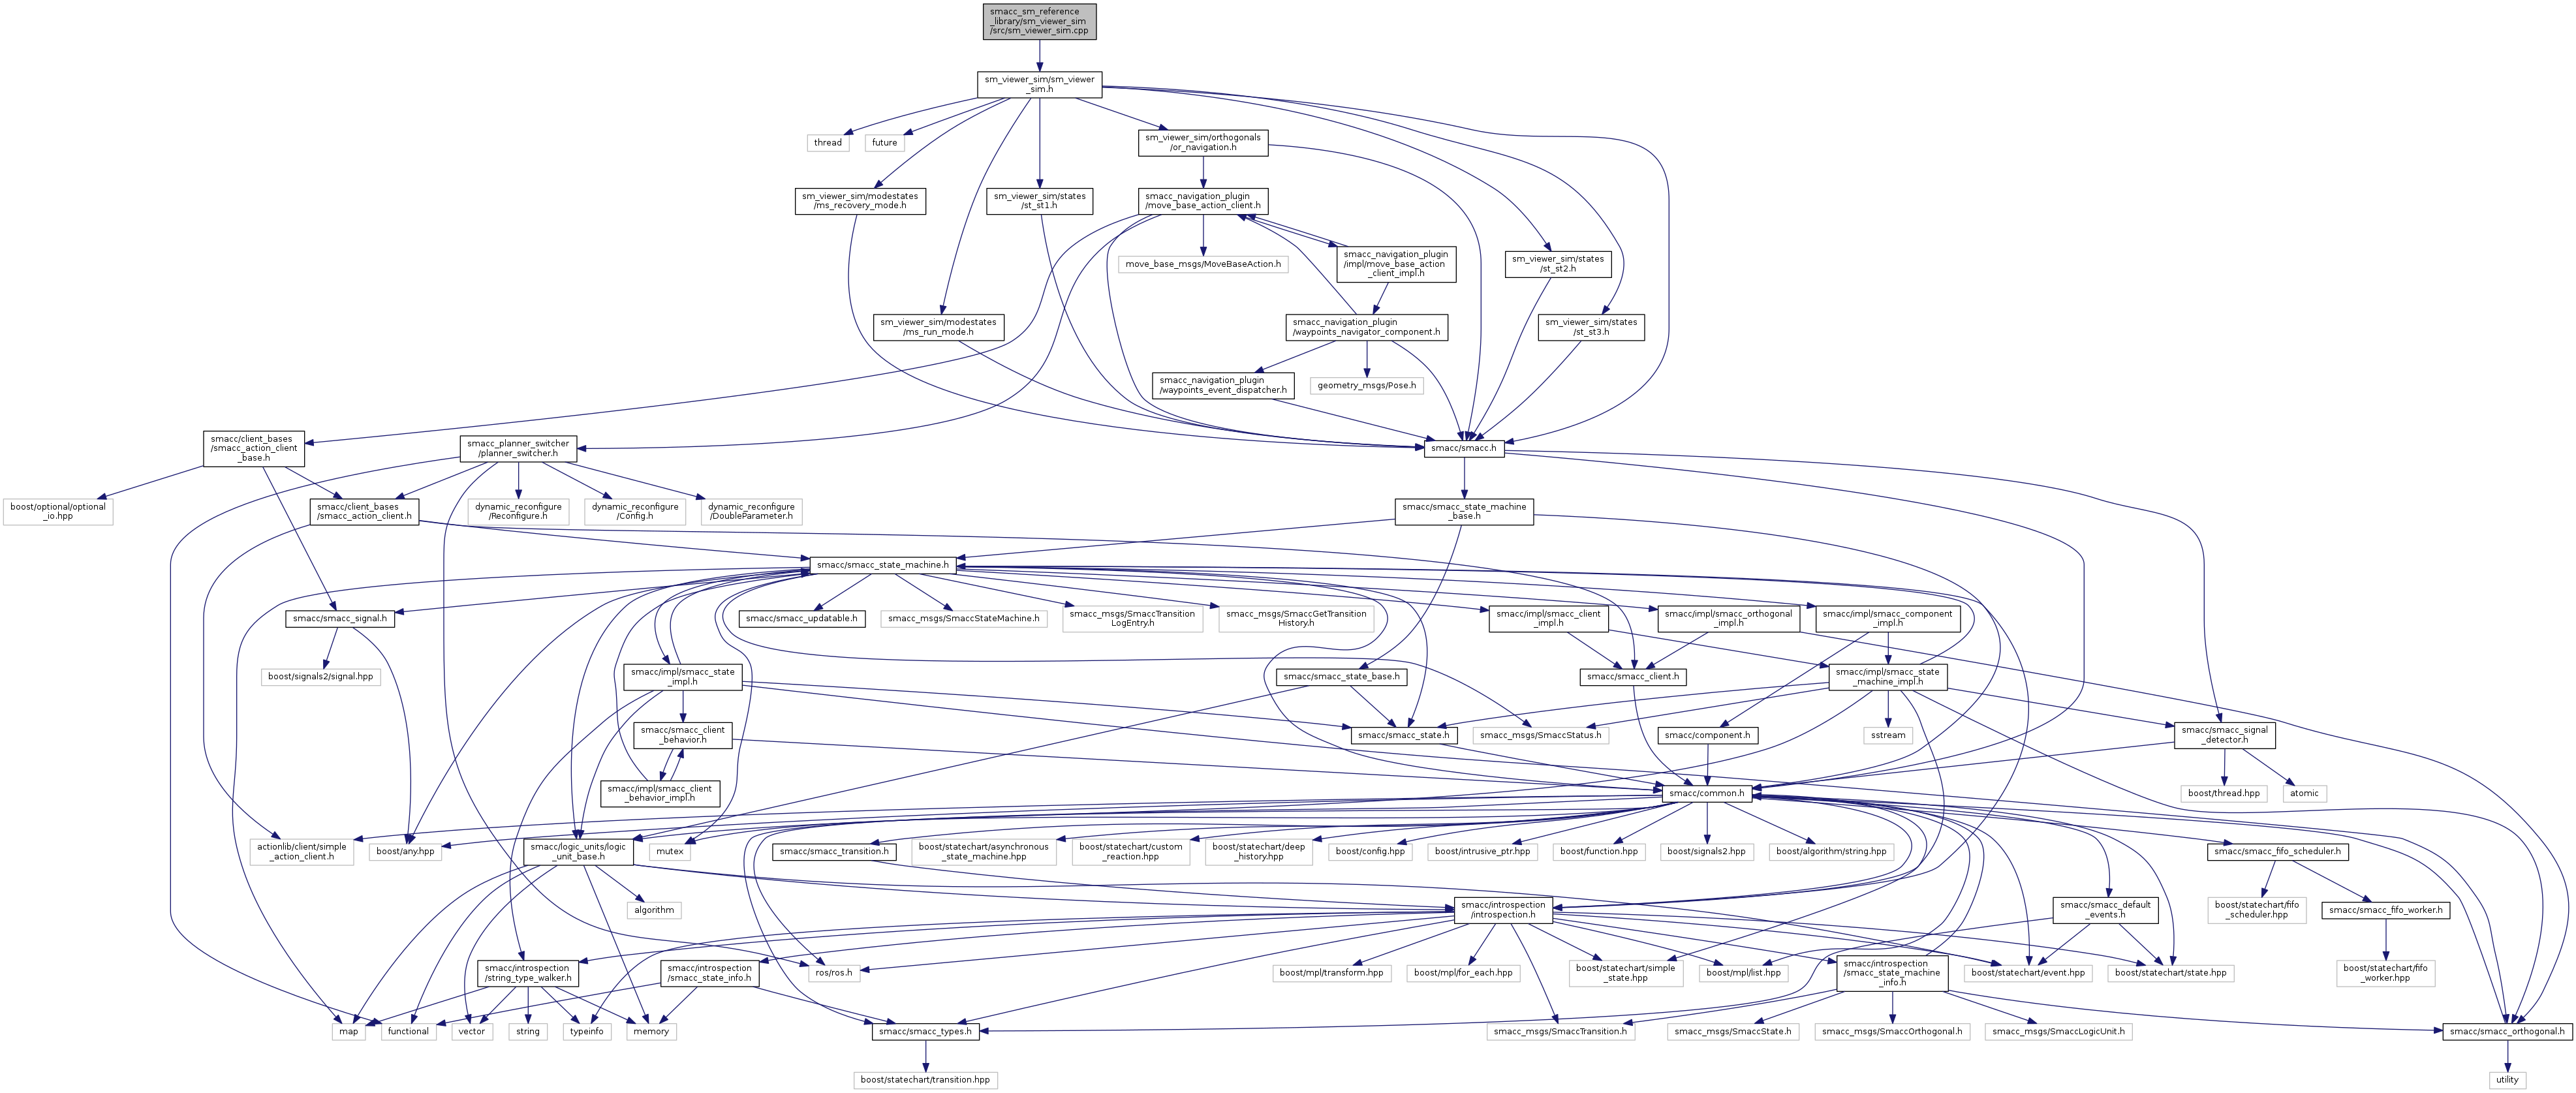 smacc_sm_reference
_library/sm_viewer_sim
/src/sm_viewer_sim.cpp
sm_viewer_sim/sm_viewer
_sim.h
thread
future
sm_viewer_sim/orthogonals
/or_navigation.h
sm_viewer_sim/modestates
/ms_recovery_mode.h
sm_viewer_sim/states
/st_st1.h
smacc_navigation_plugin
/move_base_action_client.h
move_base_msgs/MoveBaseAction.h
smacc_navigation_plugin
/impl/move_base_action
_client_impl.h
sm_viewer_sim/states
/st_st2.h
sm_viewer_sim/modestates
/ms_run_mode.h
smacc_navigation_plugin
/waypoints_navigator_component.h
sm_viewer_sim/states
/st_st3.h
smacc_navigation_plugin
/waypoints_event_dispatcher.h
geometry_msgs/Pose.h
smacc/client_bases
/smacc_action_client
_base.h
smacc_planner_switcher
/planner_switcher.h
smacc/smacc.h
boost/optional/optional
_io.hpp
smacc/client_bases
/smacc_action_client.h
dynamic_reconfigure
/Reconfigure.h
dynamic_reconfigure
/Config.h
dynamic_reconfigure
/DoubleParameter.h
smacc/smacc_state_machine
_base.h
smacc/smacc_state_machine.h
smacc/smacc_signal.h
smacc/smacc_updatable.h
smacc_msgs/SmaccStateMachine.h
smacc_msgs/SmaccTransition
LogEntry.h
smacc_msgs/SmaccGetTransition
History.h
smacc/impl/smacc_client
_impl.h
smacc/impl/smacc_orthogonal
_impl.h
smacc/impl/smacc_component
_impl.h
boost/signals2/signal.hpp
smacc/impl/smacc_state
_impl.h
smacc/smacc_state_base.h
smacc/smacc_client.h
smacc/impl/smacc_state
_machine_impl.h
smacc/smacc_client
_behavior.h
smacc/smacc_state.h
smacc_msgs/SmaccStatus.h
smacc/component.h
sstream
smacc/smacc_signal
_detector.h
smacc/impl/smacc_client
_behavior_impl.h
smacc/common.h
boost/thread.hpp
atomic
actionlib/client/simple
_action_client.h
boost/any.hpp
smacc/logic_units/logic
_unit_base.h
mutex
smacc/smacc_transition.h
boost/statechart/asynchronous
_state_machine.hpp
boost/statechart/custom
_reaction.hpp
boost/statechart/deep
_history.hpp
boost/config.hpp
boost/intrusive_ptr.hpp
boost/function.hpp
boost/signals2.hpp
boost/algorithm/string.hpp
smacc/smacc_fifo_scheduler.h
algorithm
smacc/introspection
/introspection.h
smacc/smacc_default
_events.h
boost/statechart/fifo
_scheduler.hpp
smacc/smacc_fifo_worker.h
smacc/introspection
/string_type_walker.h
smacc/introspection
/smacc_state_info.h
ros/ros.h
boost/mpl/transform.hpp
boost/mpl/for_each.hpp
boost/statechart/simple
_state.hpp
boost/mpl/list.hpp
smacc/introspection
/smacc_state_machine
_info.h
boost/statechart/event.hpp
boost/statechart/state.hpp
boost/statechart/fifo
_worker.hpp
map
functional
vector
string
typeinfo
memory
smacc/smacc_types.h
smacc_msgs/SmaccTransition.h
smacc_msgs/SmaccState.h
smacc_msgs/SmaccOrthogonal.h
smacc_msgs/SmaccLogicUnit.h
smacc/smacc_orthogonal.h
boost/statechart/transition.hpp
utility